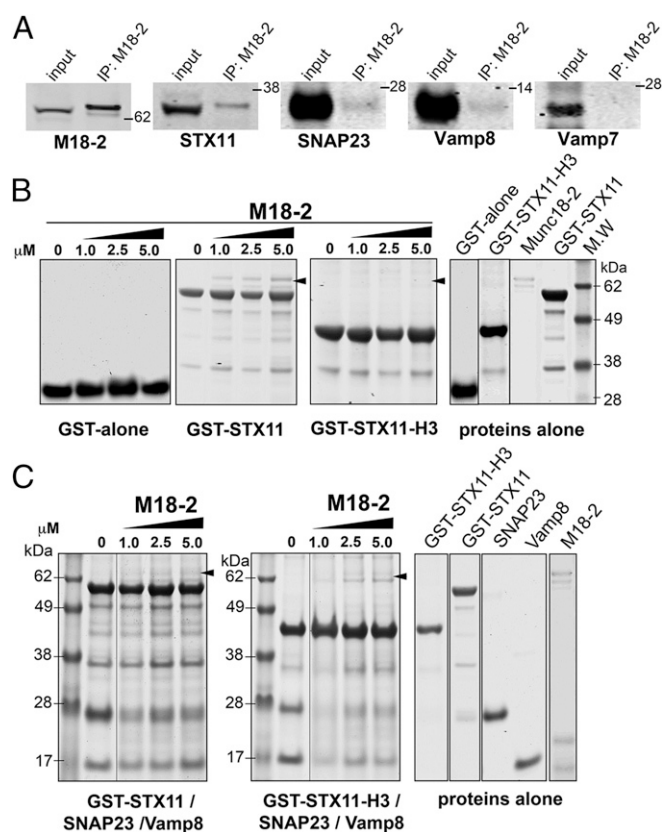 A
input IP: M18-2 input IP: M18-2 input IP: M18-2 input IP: M18-2 input IP: M18-2
62 38 28 14 28
M18-2 STX11 SNAP23 Vamp8 Vamp7
B
M18-2
GST-alone GST-STX11-H3 Munc18-2 GST-STX11 M.W
µM 0 1.0 2.5 5.0 0 1.0 2.5 5.0 0 1.0 2.5 5.0
kDa
62
49
38
28
GST-alone GST-STX11 GST-STX11-H3 proteins alone
C
M18-2 M18-2
GST-STX11-H3 GST-STX11 SNAP23 Vamp8 M18-2
µM 0 1.0 2.5 5.0 0 1.0 2.5 5.0
kDa kDa
62 62
49 49
38 38
28 28
17 17
GST-STX11 / GST-STX11-H3 / proteins alone
SNAP23 /Vamp8 SNAP23 / Vamp8